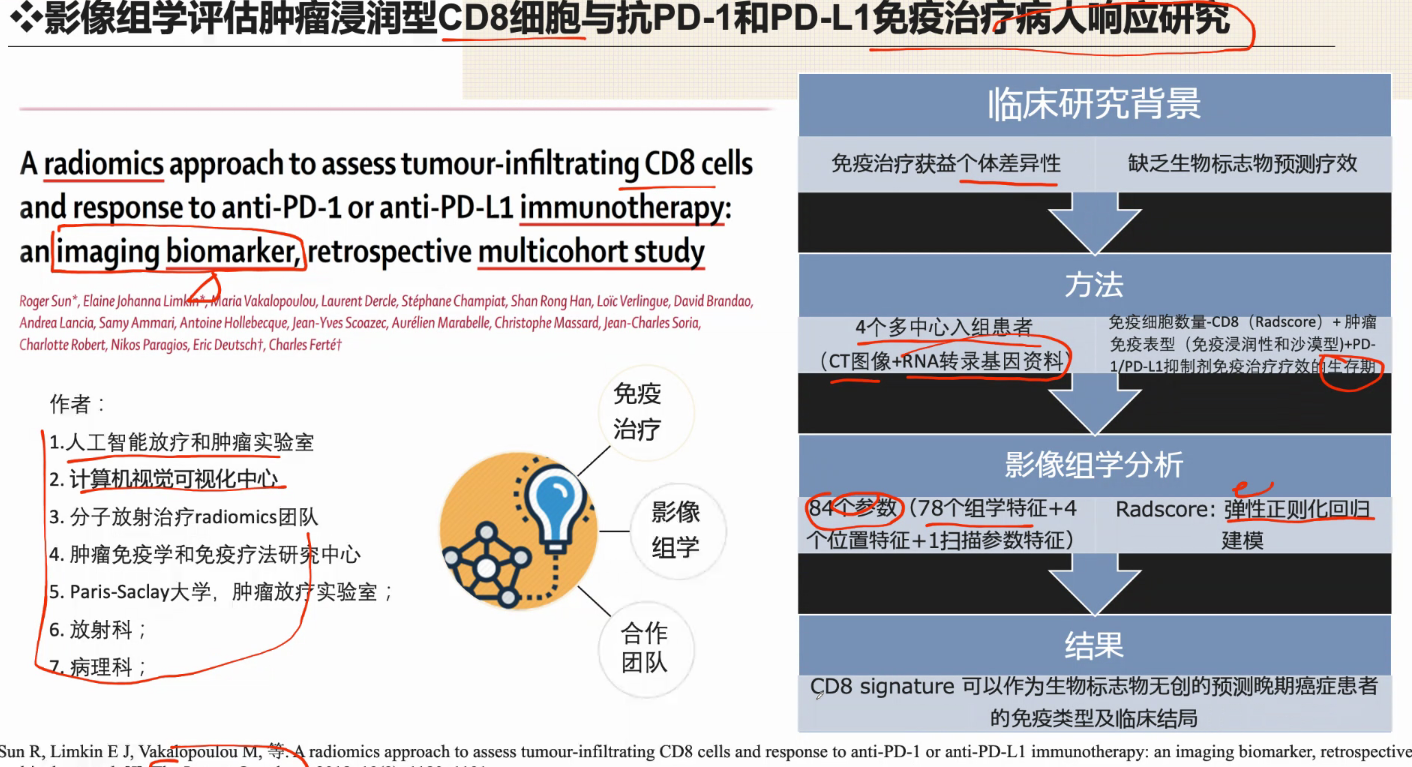 ❖影像组学评估肿瘤浸润型CD8细胞与抗PD-1和PD-L1免疫治疗病人响应研究
A radiomics approach to assess tumour-infiltrating CD8 cells
and response to anti-PD-1 or anti-PD-L1 immunotherapy:
an imaging biomarker, retrospective multicohort study
Roger Sun*, Elaine Johanna Limkin*, Maria Vakalopoulou, Laurent Dercle, Stéphane Champiat, Shan Rong Han, Loïc Verlingue, David Brandao,
Andrea Lancia, Samy Ammari, Antoine Hollebecque, Jean-Yves Scoazec, Aurélien Marabelle, Christophe Massard, Jean-Charles Soria,
Charlotte Robert, Nikos Paragios, Eric Deutsch†, Charles Ferté†
作者：
1.人工智能放疗和肿瘤实验室
2. 计算机视觉可视化中心
3. 分子放射治疗radiomics团队
4. 肿瘤免疫学和免疫疗法研究中心
5. Paris-Saclay大学，肿瘤放疗实验室；
6. 放射科；
7. 病理科；
免疫
治疗
影像
组学
合作
团队
临床研究背景
免疫治疗获益个体差异性
缺乏生物标志物预测疗效
方法
4个多中心入组患者
（CT图像+RNA转录基因资料）
免疫细胞数量-CD8（Radscore）+ 肿瘤
免疫表型（免疫浸润性和沙漠型)+PD-
1/PD-L1抑制剂免疫治疗疗效的生存期
影像组学分析
84个参数（78个组学特征+4
个位置特征+1扫描参数特征）
Radscore: 弹性正则化回归
建模
结果
CD8 signature 可以作为生物标志物无创的预测晚期癌症患者
的免疫类型及临床结局
Sun R, Limkin E J, Vakalopoulou M, 等. A radiomics approach to assess tumour-infiltrating CD8 cells and response to anti-PD-1 or anti-PD-L1 immunotherapy: an imaging biomarker, retrospective